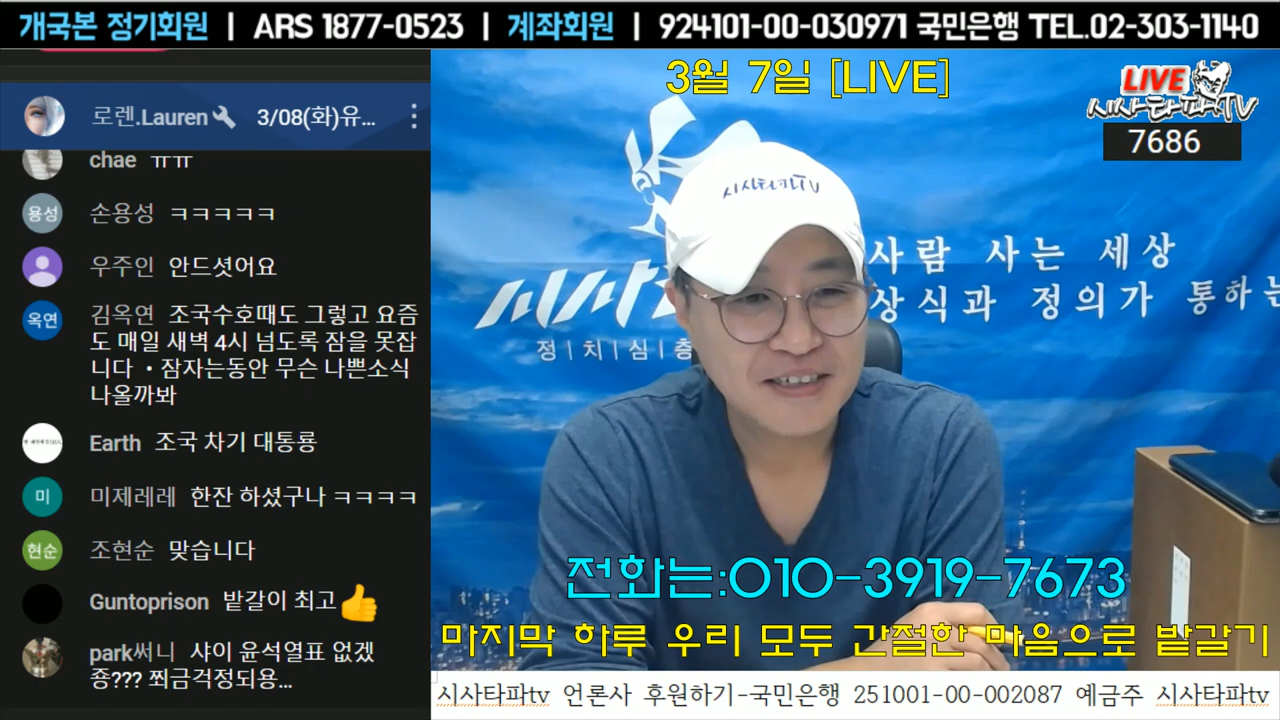 개국본 정기회원 | ARS 1877-0523 | 계좌회원 | 924101-00-030971 국민은행 TEL.02-303-1140
로렌.Lauren 3/08(화)유...
chae ㅠㅠ
용성 손용성 ㅋㅋㅋㅋㅋ
우주인 안드셧어요
옥연 김옥연 조국수호때도 그렇고 요즘
도 매일 새벽 4시 넘도록 잠을 못잡
니다 • 잠자는동안 무슨 나쁜소식
나올까봐
Earth 조국 차기 대통룡
미 미제레레 한잔 하셨구나 ㅋㅋㅋㅋ
현순 조현순 맞습니다
Guntoprison 밭갈이 최고👍
park써니 샤이 윤석열표 없겠
죵??? 쬐금걱정되용...
3월 7일 [LIVE]
LIVE
시사타파TV
7686
시사타파TV
사람 사는 세상
상식과 정의가 통하는
시사
정|치|심|층
전화는:010-3919-7673
마지막 하루 우리 모두 간절한 마음으로 밭갈기
시사타파tv 언론사 후원하기-국민은행 251001-00-002087 예금주 시사타파tv